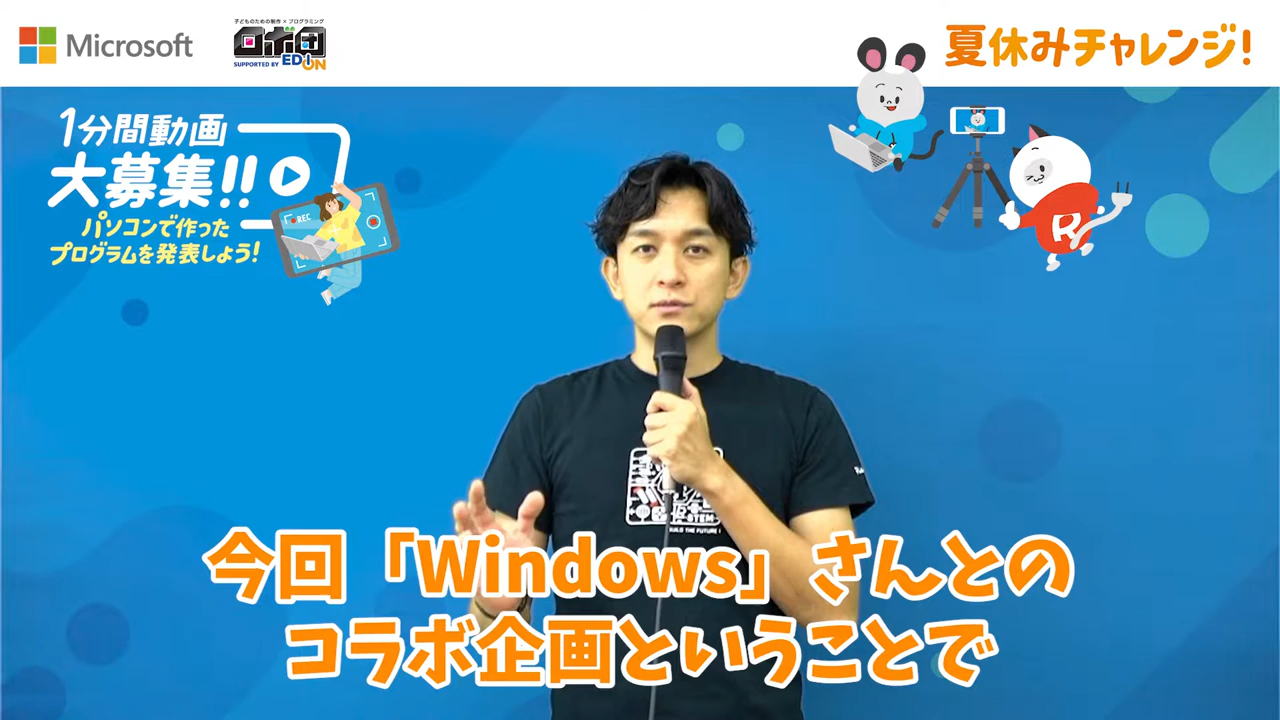 Microsoft
子どものための制作×プログラミング
ロボ団
SUPPORTED BY EDION
夏休みチャレンジ!
1分間動画
大募集!!
REC
パソコンで作った
プログラムを発表しよう!
R
STEM
BUILD THE FUTURE!
今回「Windows」さんとの
コラボ企画ということで